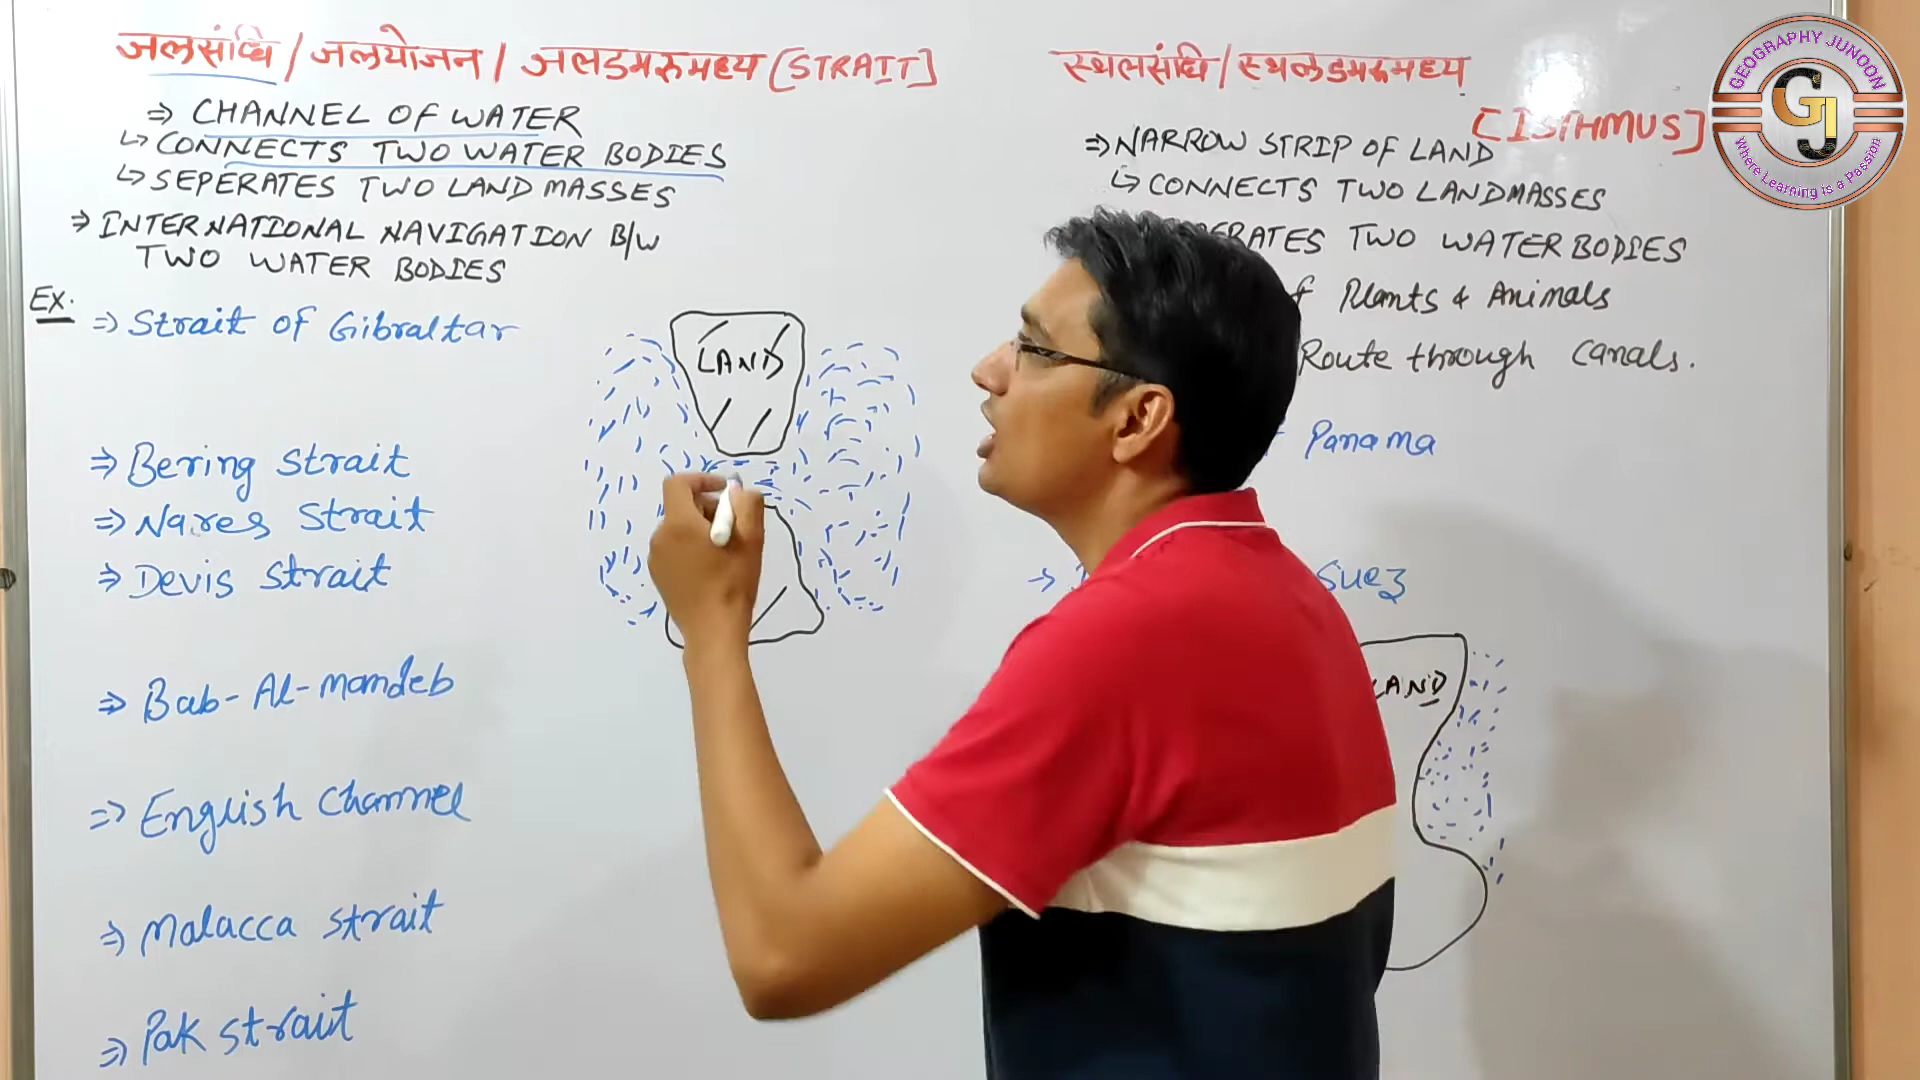 जलसंधि / जलयोजन / जलडमरुमध्य [STRAIT]
⇒ CHANNEL OF WATER
↳ CONNECTS TWO WATER BODIES
↳ SEPERATES TWO LAND MASSES
⇒ INTERNATIONAL NAVIGATION B/W
TWO WATER BODIES
EX:
⇒ Strait of Gibraltar
⇒ Bering Strait
⇒ Nares Strait
⇒ Devis Strait
⇒ Bab-Al-mamdeb
⇒ English Channel
⇒ Malacca strait
⇒ Pak strait
LAND
स्थलसंधि / स्थलडमरुमध्य
[ISTHMUS]
⇒ NARROW STRIP OF LAND
↳ CONNECTS TWO LANDMASSES
ERATES TWO WATER BODIES
f Plants & Animals
Route through Canals.
Panama
⇒ Suez
LAND
GEOGRAPHY JUNOON
GJ
Where Learning is a Passion